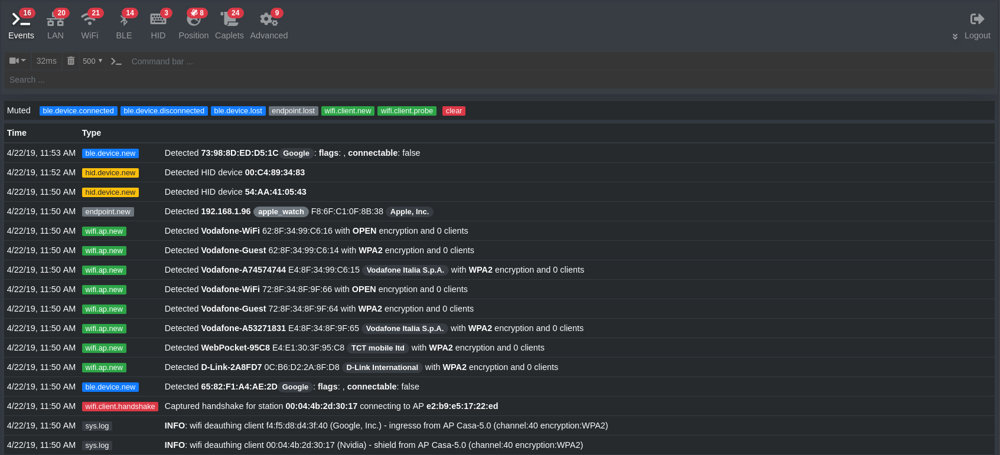 16 20 21 14 3 8 24 9
Events LAN WiFi BLE HID Position Caplets Advanced Logout
32ms 500 Command bar ...
Search ...
Muted ble.device.connected ble.device.disconnected ble.device.lost endpoint.lost wifi.client.new wifi.client.probe clear
Time Type
4/22/19, 11:53 AM ble.device.new Detected 73:98:8D:ED:D5:1C Google : flags: , connectable: false
4/22/19, 11:52 AM hid.device.new Detected HID device 00:C4:89:34:83
4/22/19, 11:50 AM hid.device.new Detected HID device 54:AA:41:05:43
4/22/19, 11:50 AM endpoint.new Detected 192.168.1.96 apple_watch F8:6F:C1:0F:8B:38 Apple, Inc.
4/22/19, 11:50 AM wifi.ap.new Detected Vodafone-WiFi 62:8F:34:99:C6:16 with OPEN encryption and 0 clients
4/22/19, 11:50 AM wifi.ap.new Detected Vodafone-Guest 62:8F:34:99:C6:14 with WPA2 encryption and 0 clients
4/22/19, 11:50 AM wifi.ap.new Detected Vodafone-A74574744 E4:8F:34:99:C6:15 Vodafone Italia S.p.A. with WPA2 encryption and 0 clients
4/22/19, 11:50 AM wifi.ap.new Detected Vodafone-WiFi 72:8F:34:8F:9F:66 with OPEN encryption and 0 clients
4/22/19, 11:50 AM wifi.ap.new Detected Vodafone-Guest 72:8F:34:8F:9F:64 with WPA2 encryption and 0 clients
4/22/19, 11:50 AM wifi.ap.new Detected Vodafone-A53271831 E4:8F:34:8F:9F:65 Vodafone Italia S.p.A. with WPA2 encryption and 0 clients
4/22/19, 11:50 AM wifi.ap.new Detected WebPocket-95C8 E4:E1:30:3F:95:C8 TCT mobile ltd with WPA2 encryption and 0 clients
4/22/19, 11:50 AM wifi.ap.new Detected D-Link-2A8FD7 0C:B6:D2:2A:8F:D8 D-Link International with WPA2 encryption and 0 clients
4/22/19, 11:50 AM ble.device.new Detected 65:82:F1:A4:AE:2D Google : flags: , connectable: false
4/22/19, 11:50 AM wifi.client.handshake Captured handshake for station 00:04:4b:2d:30:17 connecting to AP e2:b9:e5:17:22:ed
4/22/19, 11:50 AM sys.log INFO: wifi deauthing client f4:f5:d8:d4:3f:40 (Google, Inc.) - ingresso from AP Casa-5.0 (channel:40 encryption:WPA2)
4/22/19, 11:50 AM sys.log INFO: wifi deauthing client 00:04:4b:2d:30:17 (Nvidia) - shield from AP Casa-5.0 (channel:40 encryption:WPA2)